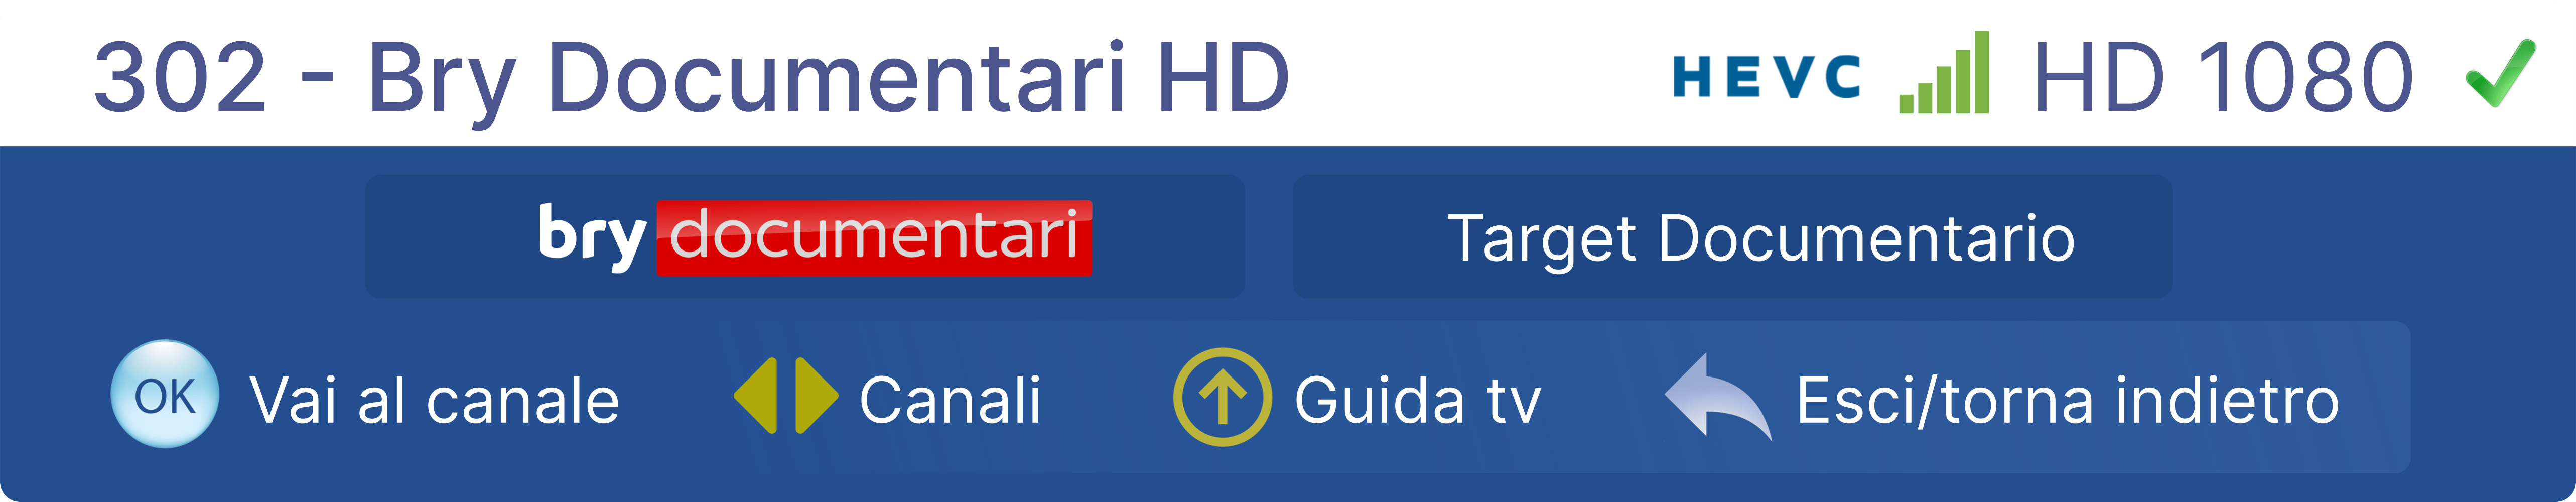 302 - Bry Documentari HD HEVC HD 1080
bry documentari Target Documentario
OK Vai al canale Canali Guida tv Esci/torna indietro